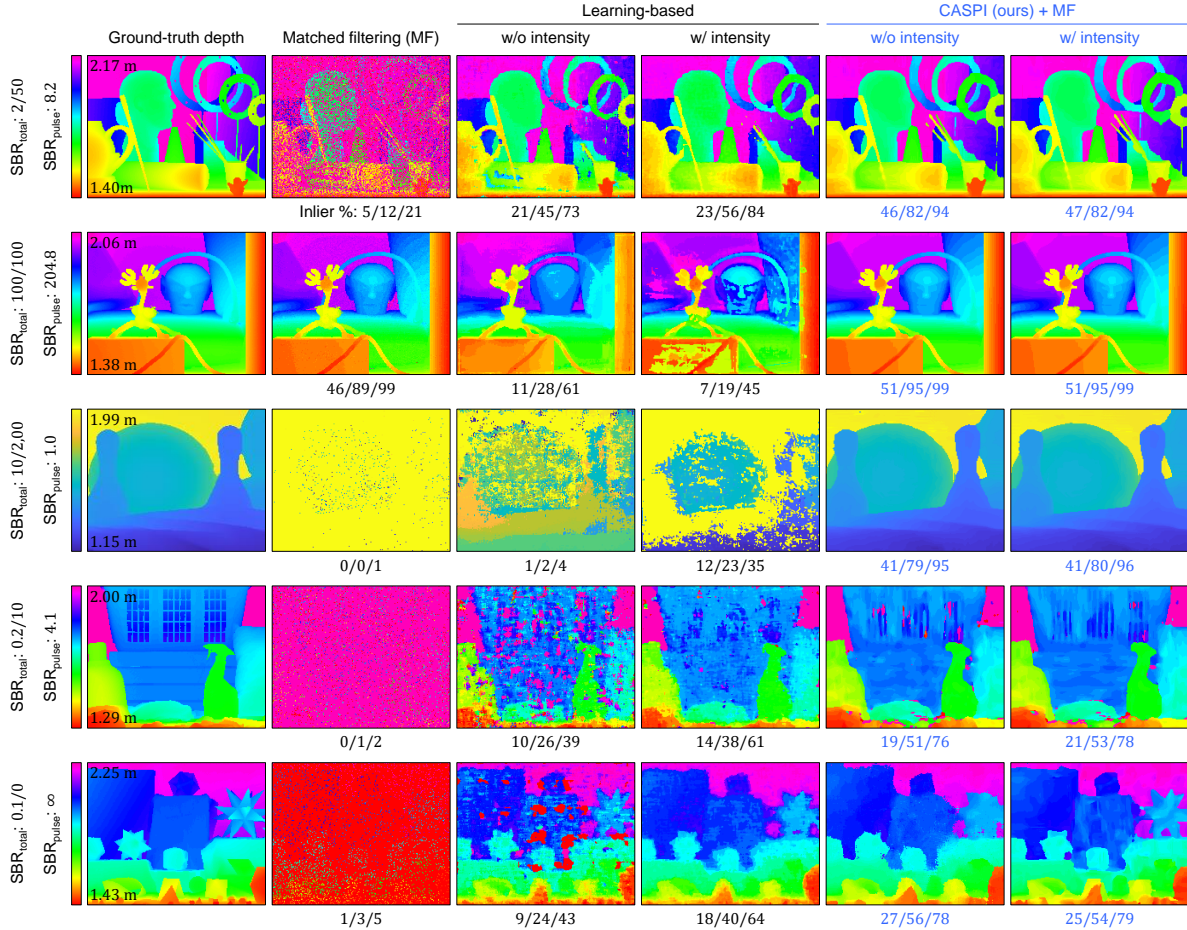 Learning-based
CASPI (ours) + MF
Ground-truth depth
Matched filtering (MF)
w/o intensity
w/ intensity
w/o intensity
w/ intensity
SBRtotal: 2/50
SBRpulse: 8.2
2.17 m
1.40m
Inlier %: 5/12/21
21/45/73
23/56/84
46/82/94
47/82/94
SBRtotal: 100/100
SBRpulse: 204.8
2.06 m
1.38 m
46/89/99
11/28/61
7/19/45
51/95/99
51/95/99
SBRtotal: 10/2,00
SBRpulse: 1.0
1.99 m
1.15 m
0/0/1
1/2/4
12/23/35
41/79/95
41/80/96
SBRtotal: 0.2/10
SBRpulse: 4.1
2.00 m
1.29 m
0/1/2
10/26/39
14/38/61
19/51/76
21/53/78
SBRtotal: 0.1/0
SBRpulse: ∞
2.25 m
1.43 m
1/3/5
9/24/43
18/40/64
27/56/78
25/54/79